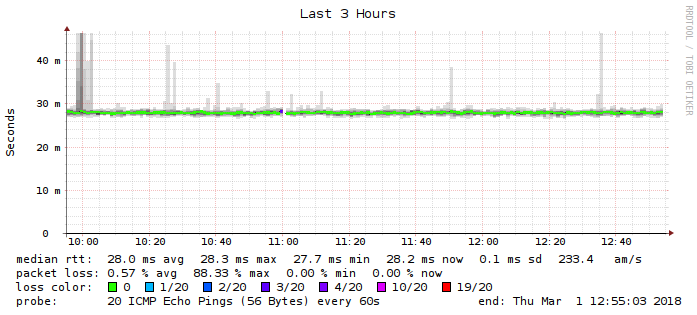 Last 3 Hours
RRDTOOL / TOBI OETIKER
Seconds
40 m
30 m
20 m
10 m
0
10:00 10:20 10:40 11:00 11:20 11:40 12:00 12:20 12:40
median rtt: 28.0 ms avg 28.3 ms max 27.7 ms min 28.2 ms now 0.1 ms sd 233.4 am/s
packet loss: 0.57 % avg 88.33 % max 0.00 % min 0.00 % now
loss color: 0 1/20 2/20 3/20 4/20 10/20 19/20
probe: 20 ICMP Echo Pings (56 Bytes) every 60s end: Thu Mar 1 12:55:03 2018